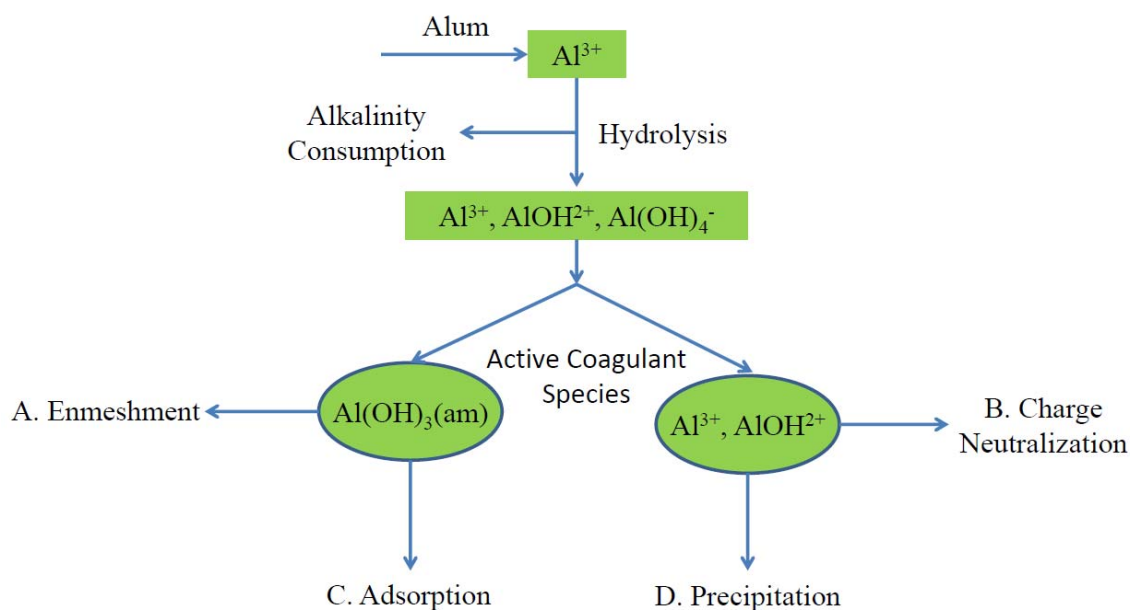 Alum
Al³⁺
Alkalinity
Consumption
Hydrolysis
Al³⁺, AlOH²⁺, Al(OH)₄⁻
Active Coagulant
Species
A. Enmeshment
Al(OH)₃(am)
Al³⁺, AlOH²⁺
B. Charge
Neutralization
C. Adsorption
D. Precipitation